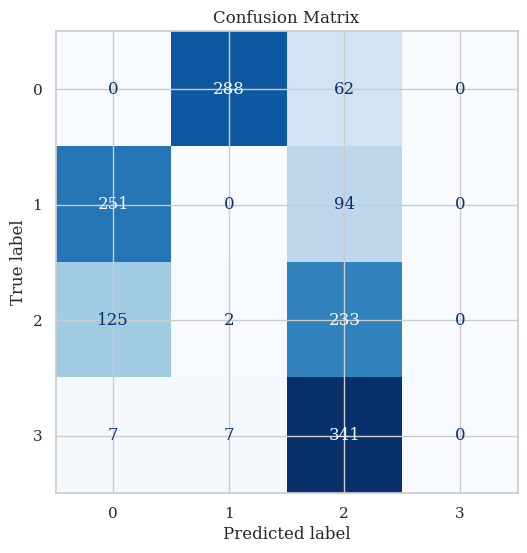 Confusion Matrix
0 0 288 62 0
1 251 0 94 0
True label
2 125 2 233 0
3 7 7 341 0
0 1 2 3
Predicted label